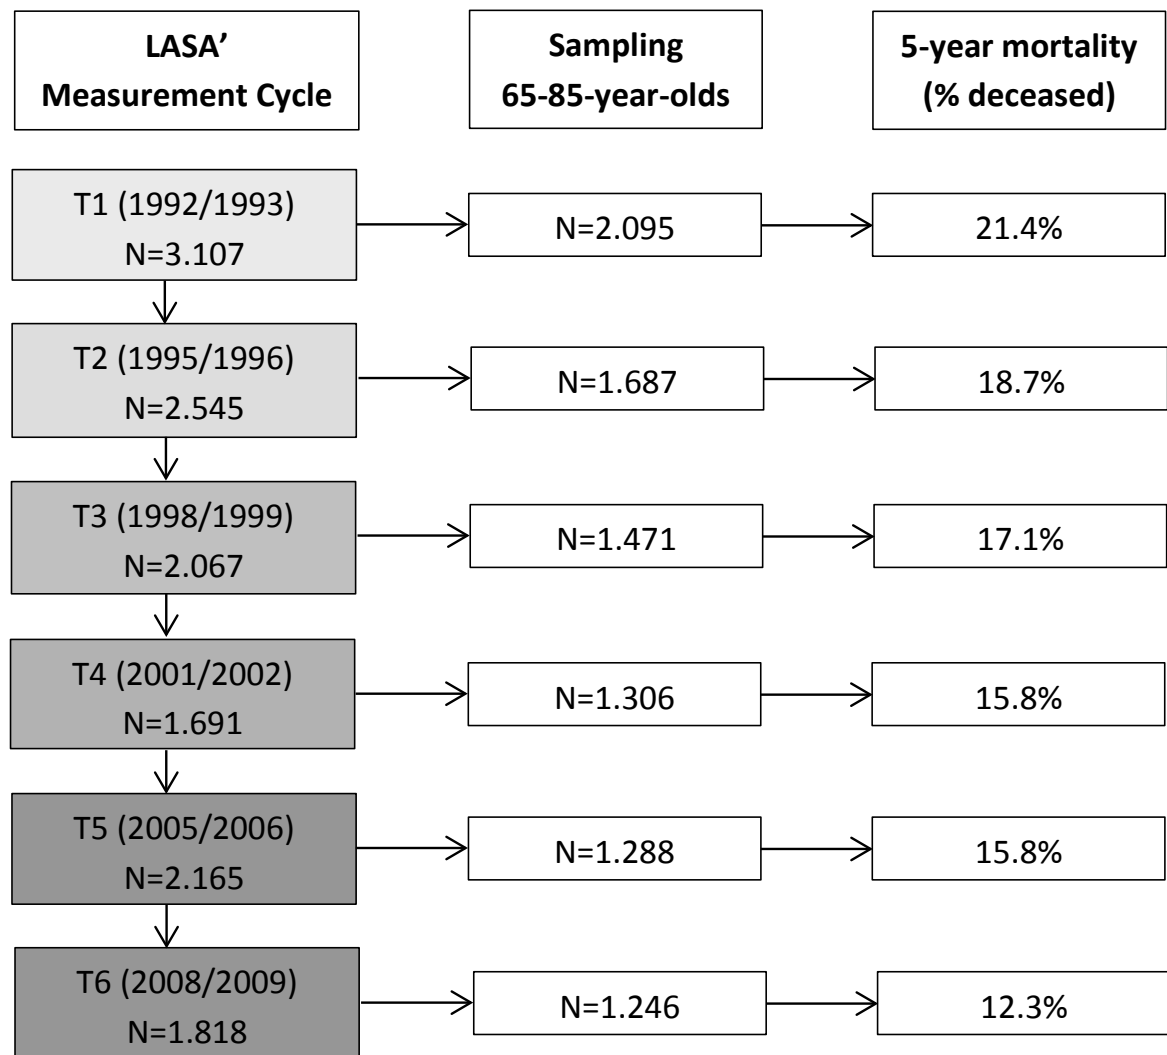 LASA’
Measurement Cycle
Sampling
65-85-year-olds
5-year mortality
(% deceased)
T1 (1992/1993)
N=3.107
N=2.095
21.4%
T2 (1995/1996)
N=2.545
N=1.687
18.7%
T3 (1998/1999)
N=2.067
N=1.471
17.1%
T4 (2001/2002)
N=1.691
N=1.306
15.8%
T5 (2005/2006)
N=2.165
N=1.288
15.8%
T6 (2008/2009)
N=1.818
N=1.246
12.3%